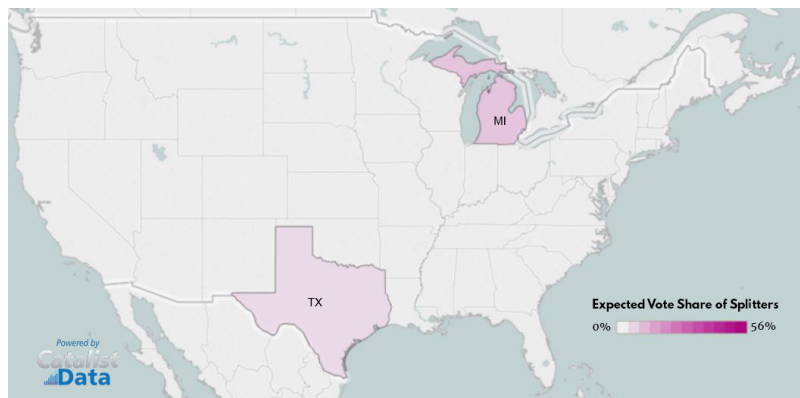 MI
TX
Expected Vote Share of Splitters
0% 56%
Powered by
Catalist
Data